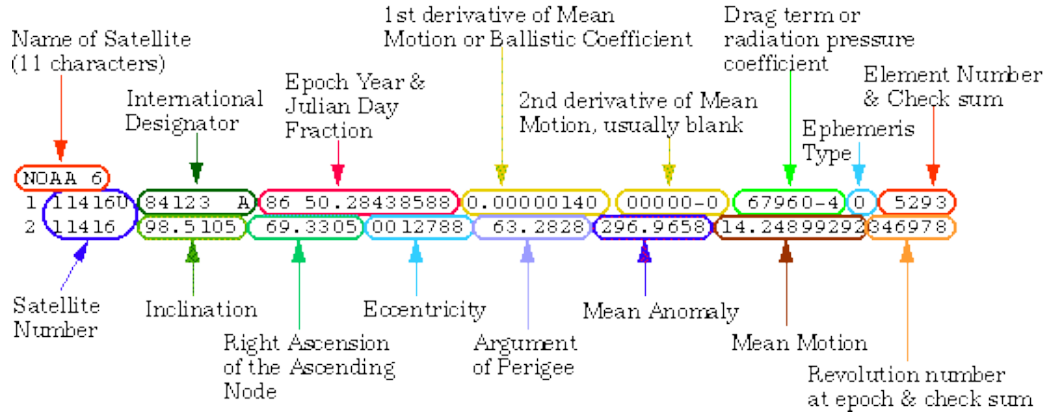 Name of Satellite
(11 characters)
International
Designator
Epoch Year &
Julian Day
Fraction
1st derivative of Mean
Motion or Ballistic Coefficient
2nd derivative of Mean
Motion, usually blank
Drag term or
radiation pressure
coefficient
Ephemeris
Type
Element Number
& Check sum
NOAA 6
1 11416U 84123 A 86 50.28438588 0.00000140 00000-0 67960-4 0 5293
2 11416 98.5105 69.3305 0012788 63.2828 296.9658 14.24899292 346978
Satellite
Number
Inclination
Right Ascension
of the Ascending
Node
Eccentricity
Argument
of Perigee
Mean Anomaly
Mean Motion
Revolution number
at epoch & check sum